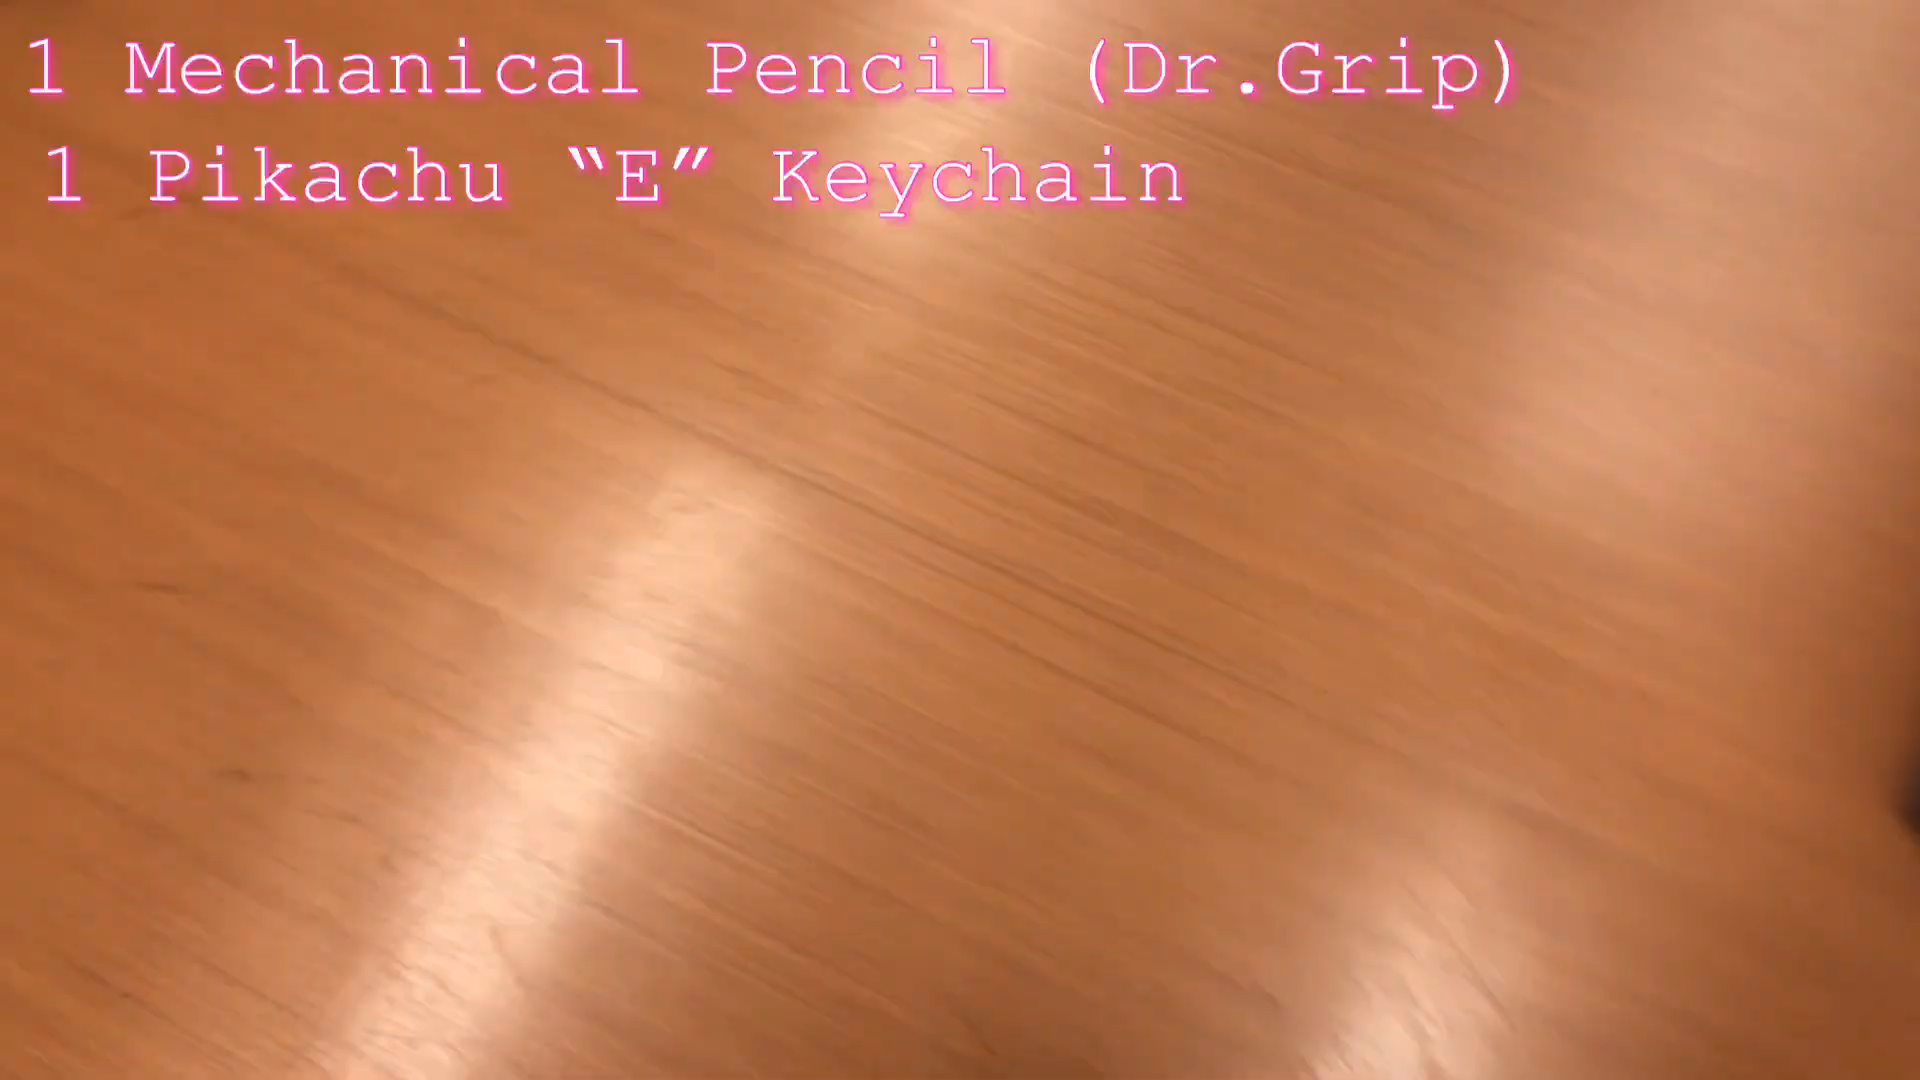 1 Mechanical Pencil (Dr.Grip)
1 Pikachu “E” Keychain